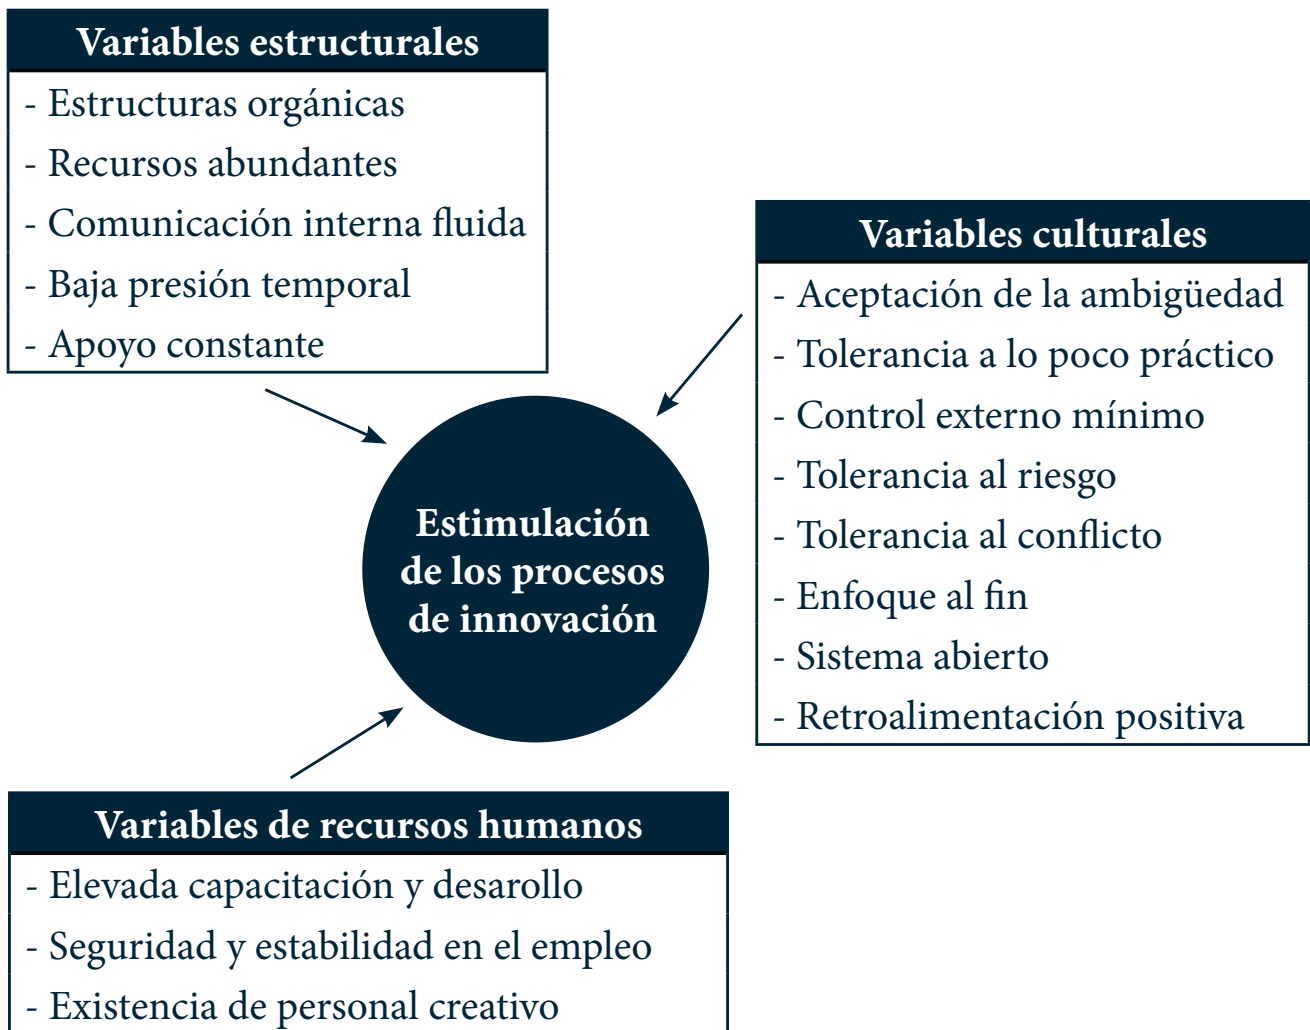 Variables estructurales
- Estructuras orgánicas
- Recursos abundantes
- Comunicación interna fluida
- Baja presión temporal
- Apoyo constante
Variables culturales
- Aceptación de la ambigüedad
- Tolerancia a lo poco práctico
- Control externo mínimo
- Tolerancia al riesgo
- Tolerancia al conflicto
- Enfoque al fin
- Sistema abierto
- Retroalimentación positiva
Estimulación
de los procesos
de innovación
Variables de recursos humanos
- Elevada capacitación y desarollo
- Seguridad y estabilidad en el empleo
- Existencia de personal creativo